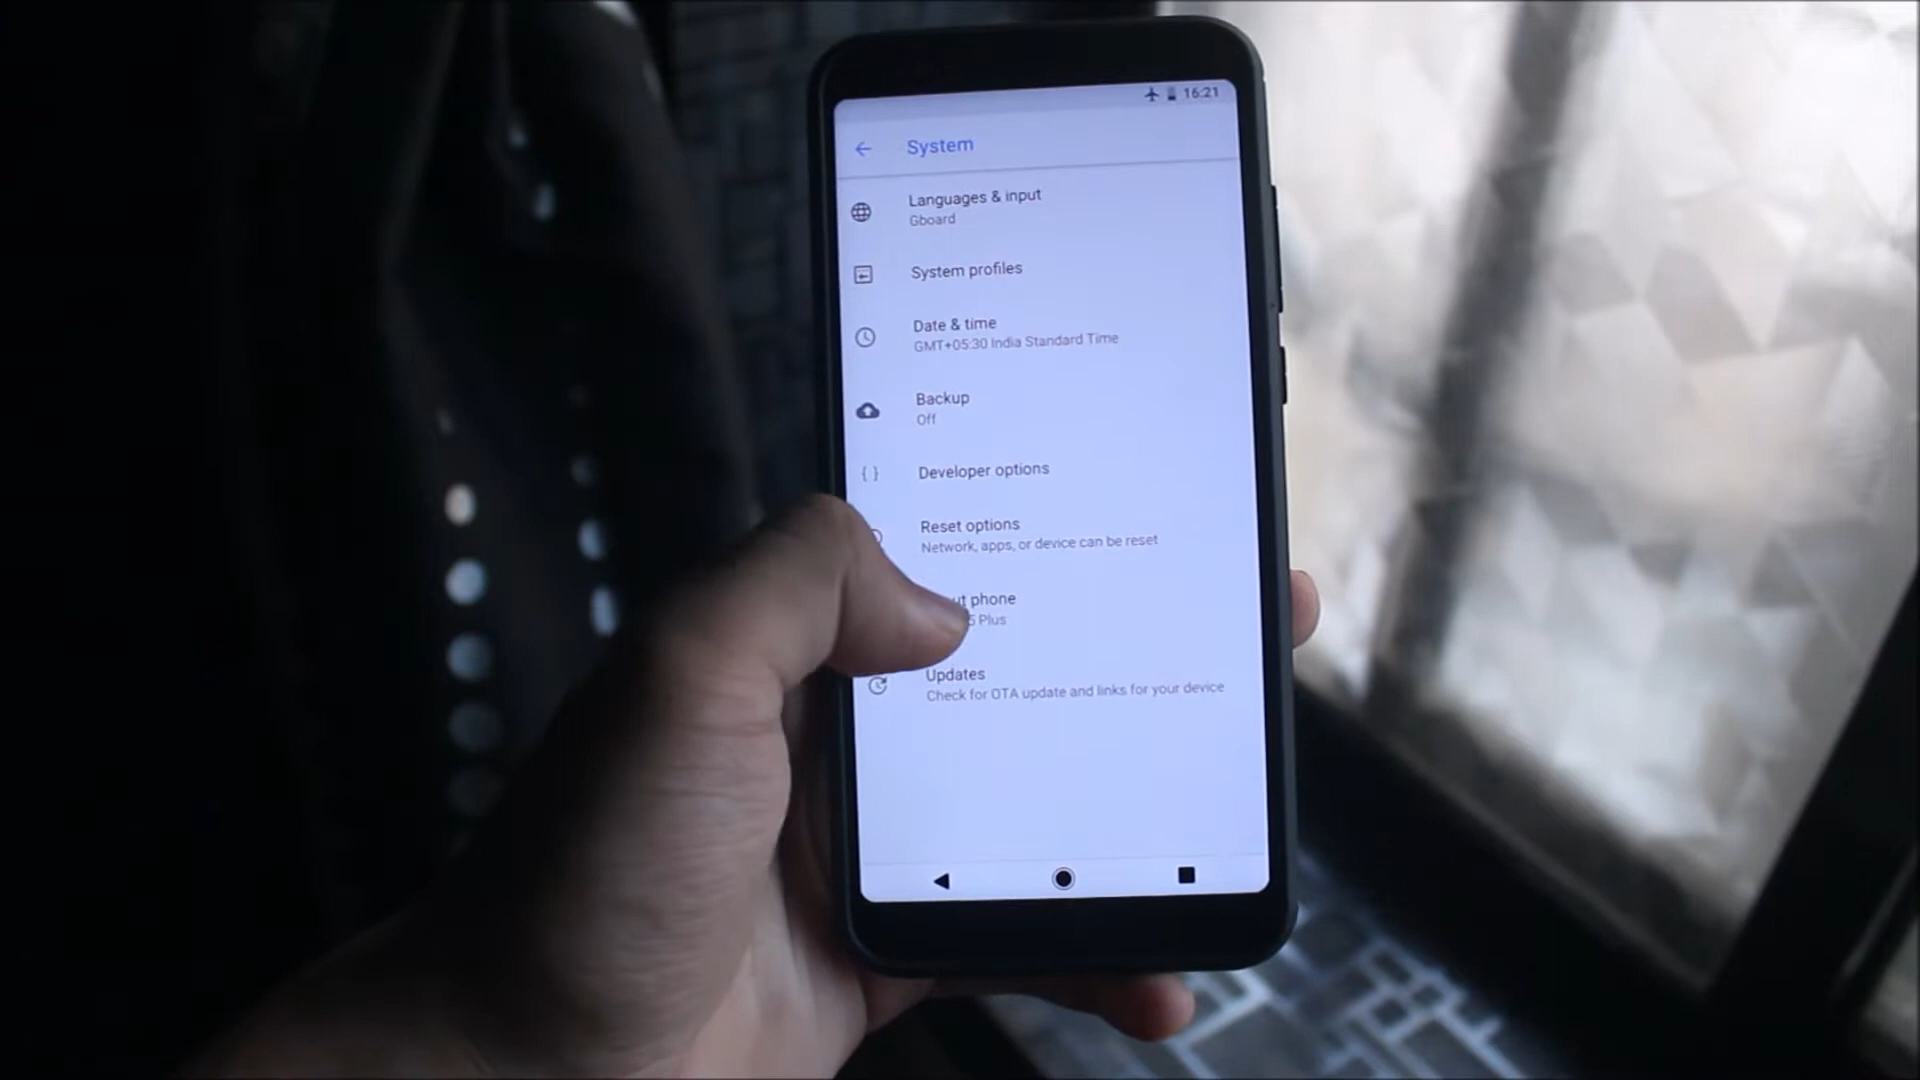 16:21
System
Languages & input
Gboard
System profiles
Date & time
GMT+05:30 India Standard Time
Backup
Off
{ }
Developer options
Reset options
Network, apps, or device can be reset
phone
5 Plus
Updates
Check for OTA update and links for your device